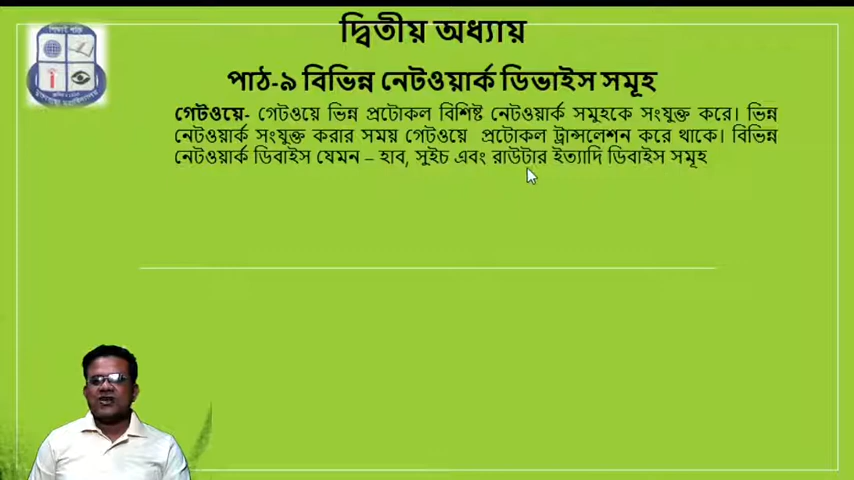 দ্বিতীয় অধ্যায়
পাঠ-৯ বিভিন্ন নেটওয়ার্ক ডিভাইস সমূহ
গেটওয়ে- গেটওয়ে ভিন্ন প্রটোকল বিশিষ্ট নেটওয়ার্ক সমুহকে সংযুক্ত করে। ভিন্ন
নেটওয়ার্ক সংযুক্ত করার সময় গেটওয়ে প্রটোকল ট্রান্সলেশন করে থাকে। বিভিন্ন
নেটওয়ার্ক ডিবাইস যেমন – হাব, সুইচ এবং রাউটার ইত্যাদি ডিবাইস সমূহ